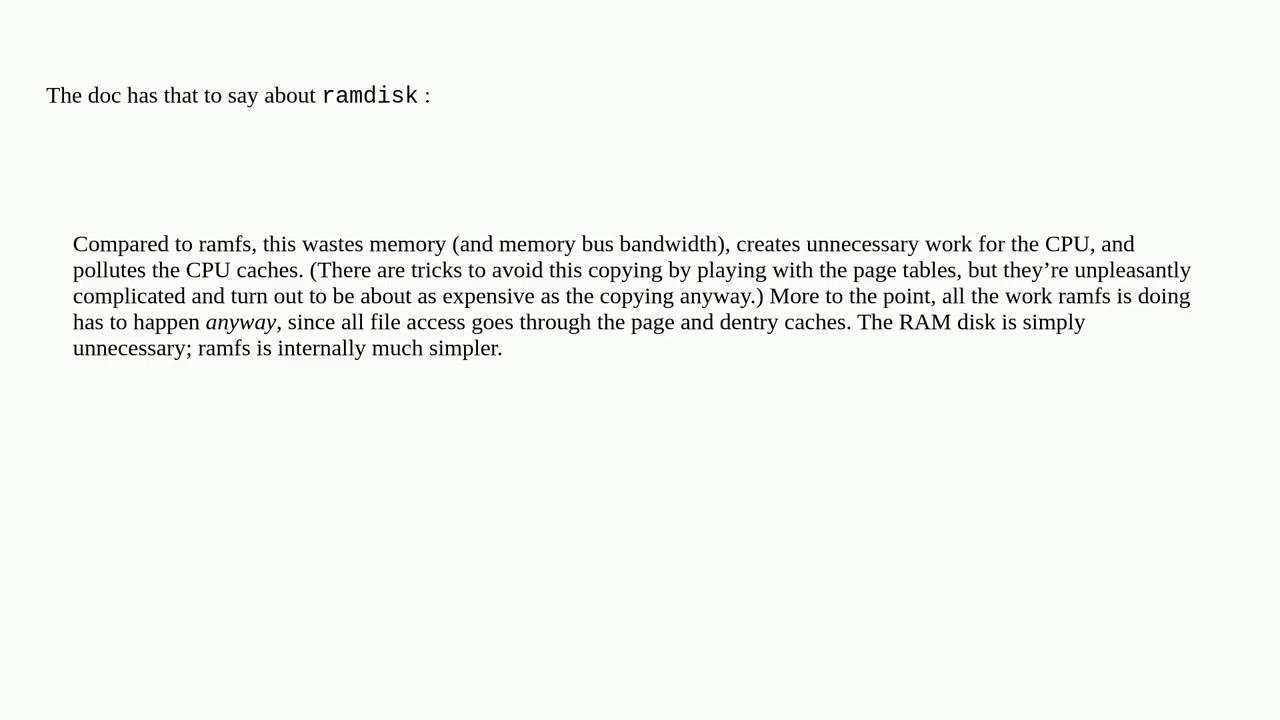 The doc has that to say about ramdisk :
Compared to ramfs, this wastes memory (and memory bus bandwidth), creates unnecessary work for the CPU, and
pollutes the CPU caches. (There are tricks to avoid this copying by playing with the page tables, but they’re unpleasantly
complicated and turn out to be about as expensive as the copying anyway.) More to the point, all the work ramfs is doing
has to happen anyway, since all file access goes through the page and dentry caches. The RAM disk is simply
unnecessary; ramfs is internally much simpler.